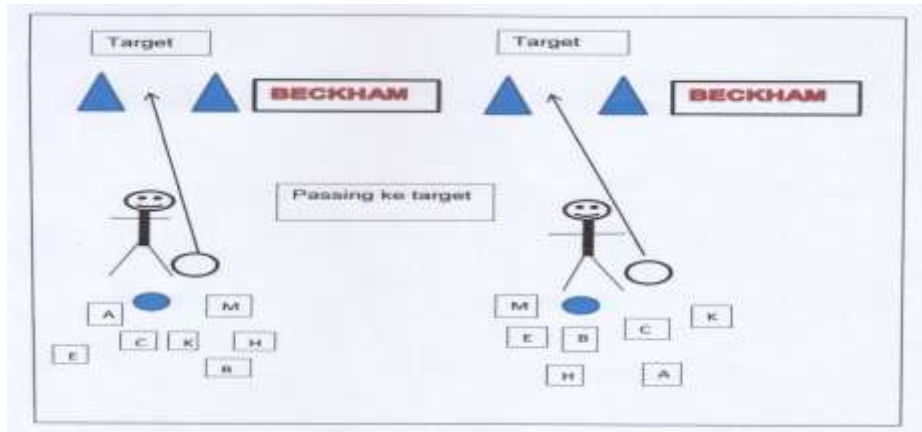 Target
Target
BECKHAM
BECKHAM
Passing ke target
A
M
C
K
H
E
B
M
E
B
C
K
H
A